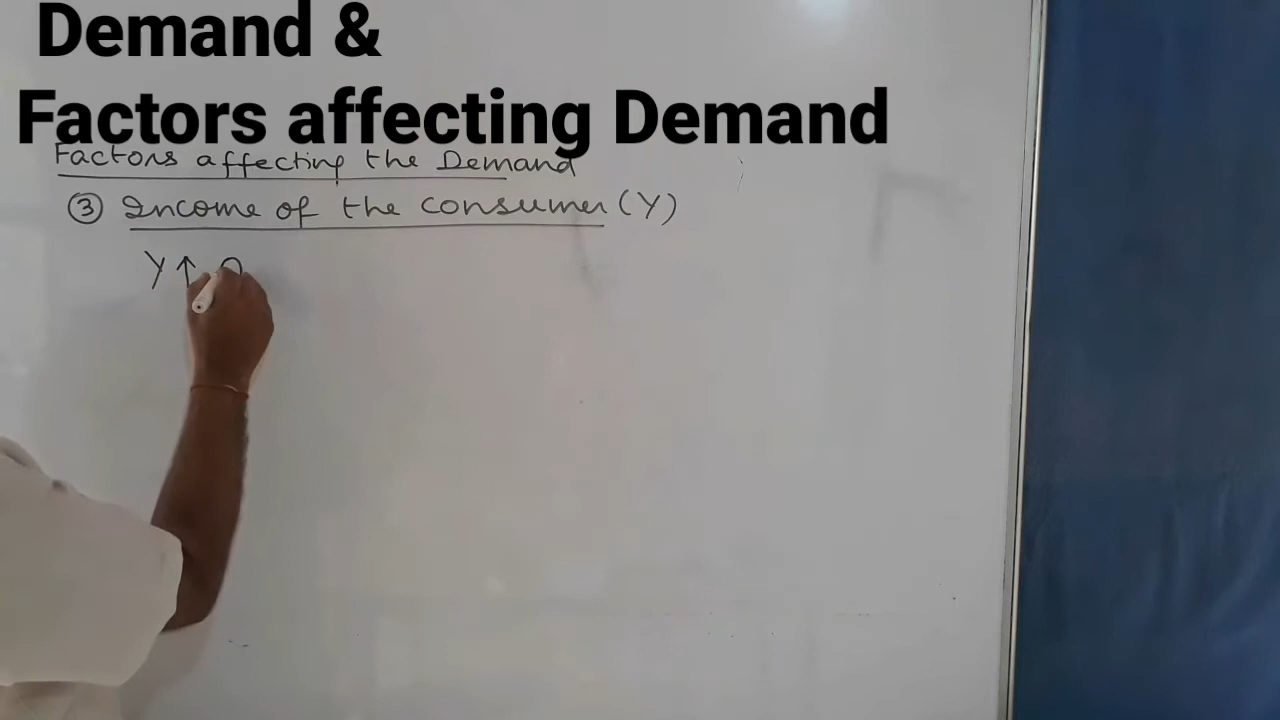 Demand &
Factors affecting Demand
Factors affecting the Demand
③ Income of the consumer (Y)
Y ↑